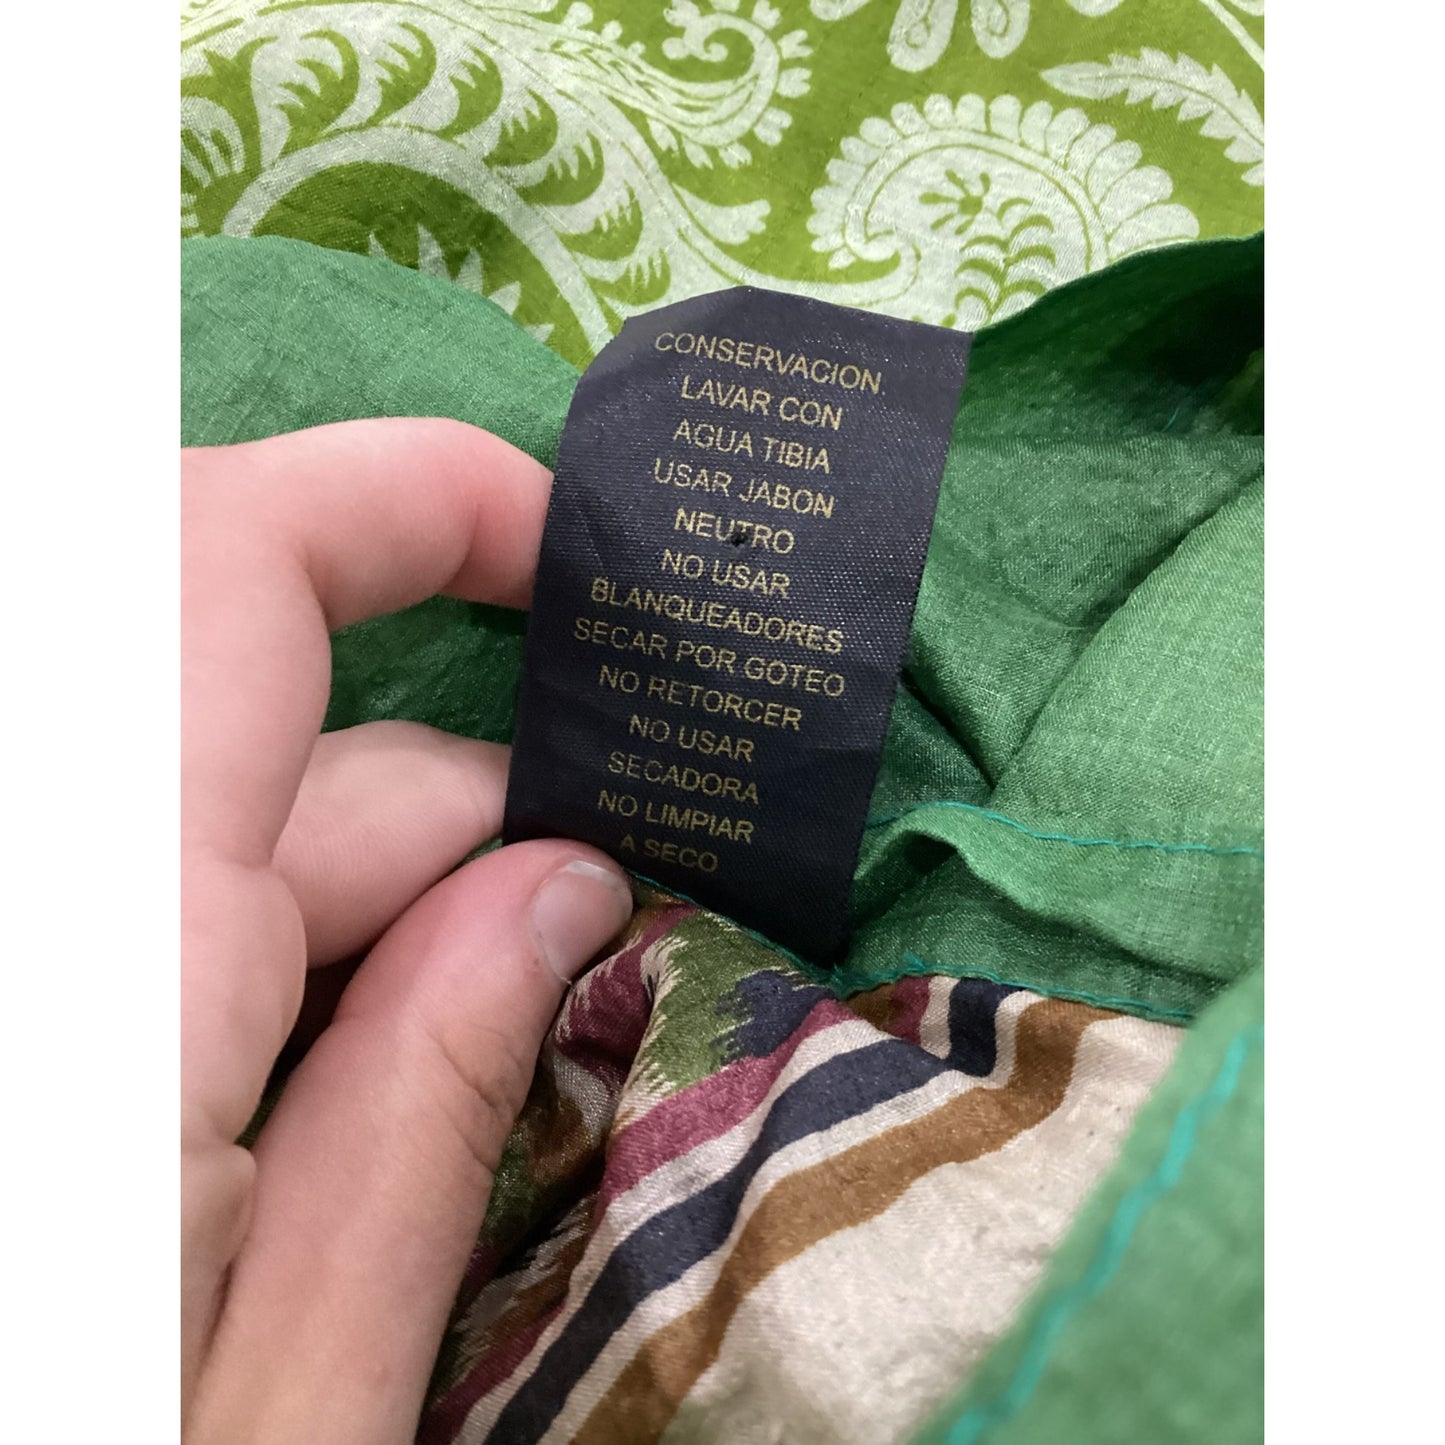 CONSERVACION.
LAVAR CON
AGUA TIBIA
USAR JABON
NEUTRO
NO USAR
BLANQUEADORES
SECAR POR GOTEO
NO RETORCER
NO USAR
SECADORA
NO LIMPIAR
A SECO